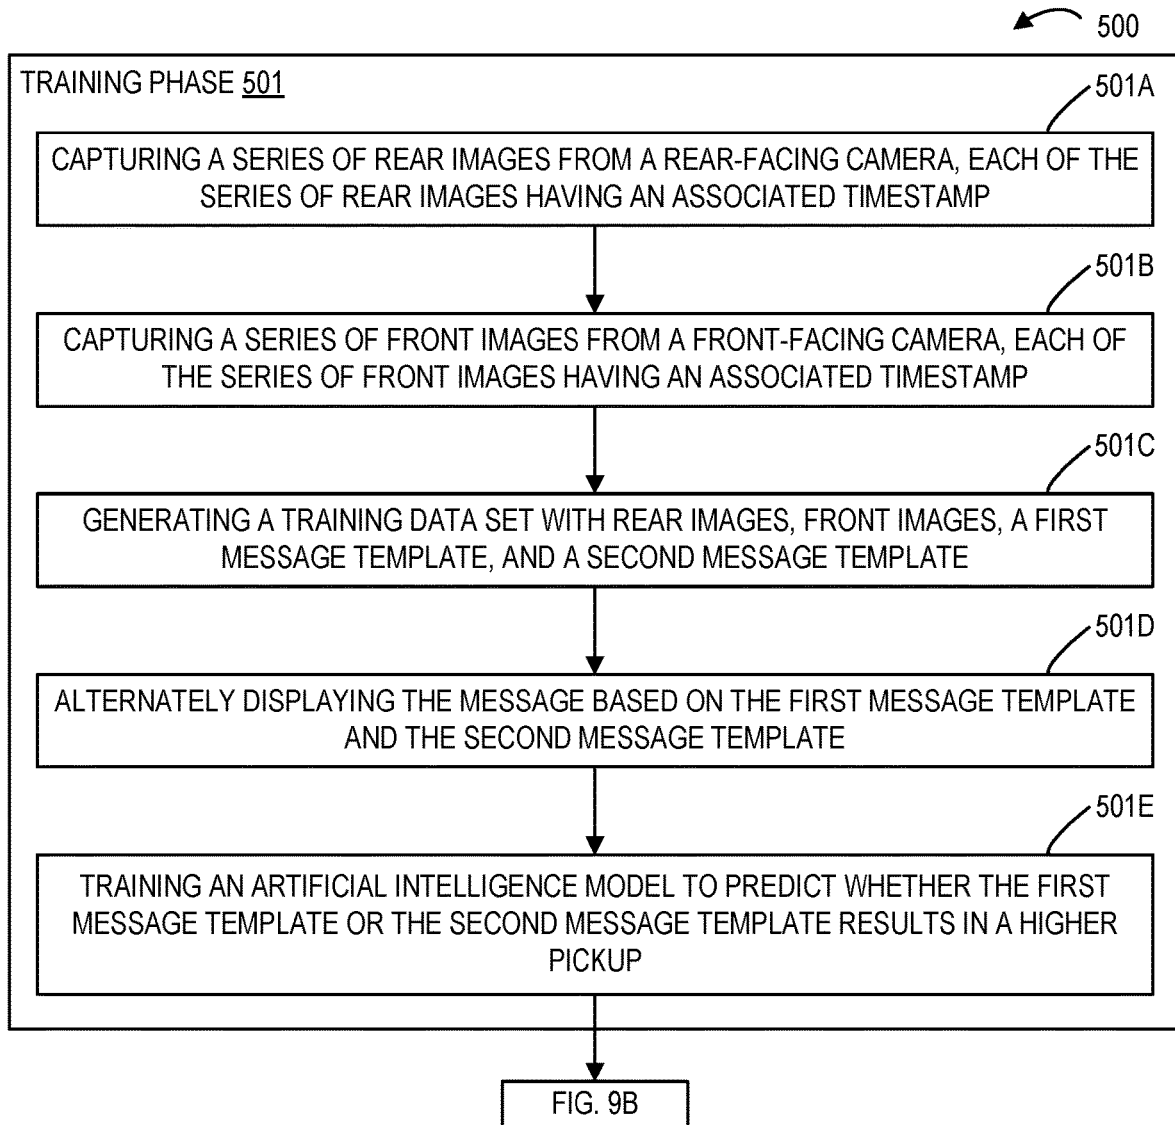 500
TRAINING PHASE 501
501A
CAPTURING A SERIES OF REAR IMAGES FROM A REAR-FACING CAMERA, EACH OF THE
SERIES OF REAR IMAGES HAVING AN ASSOCIATED TIMESTAMP
501B
CAPTURING A SERIES OF FRONT IMAGES FROM A FRONT-FACING CAMERA, EACH OF
THE SERIES OF FRONT IMAGES HAVING AN ASSOCIATED TIMESTAMP
501C
GENERATING A TRAINING DATA SET WITH REAR IMAGES, FRONT IMAGES, A FIRST
MESSAGE TEMPLATE, AND A SECOND MESSAGE TEMPLATE
501D
ALTERNATELY DISPLAYING THE MESSAGE BASED ON THE FIRST MESSAGE TEMPLATE
AND THE SECOND MESSAGE TEMPLATE
501E
TRAINING AN ARTIFICIAL INTELLIGENCE MODEL TO PREDICT WHETHER THE FIRST
MESSAGE TEMPLATE OR THE SECOND MESSAGE TEMPLATE RESULTS IN A HIGHER
PICKUP
FIG. 9B